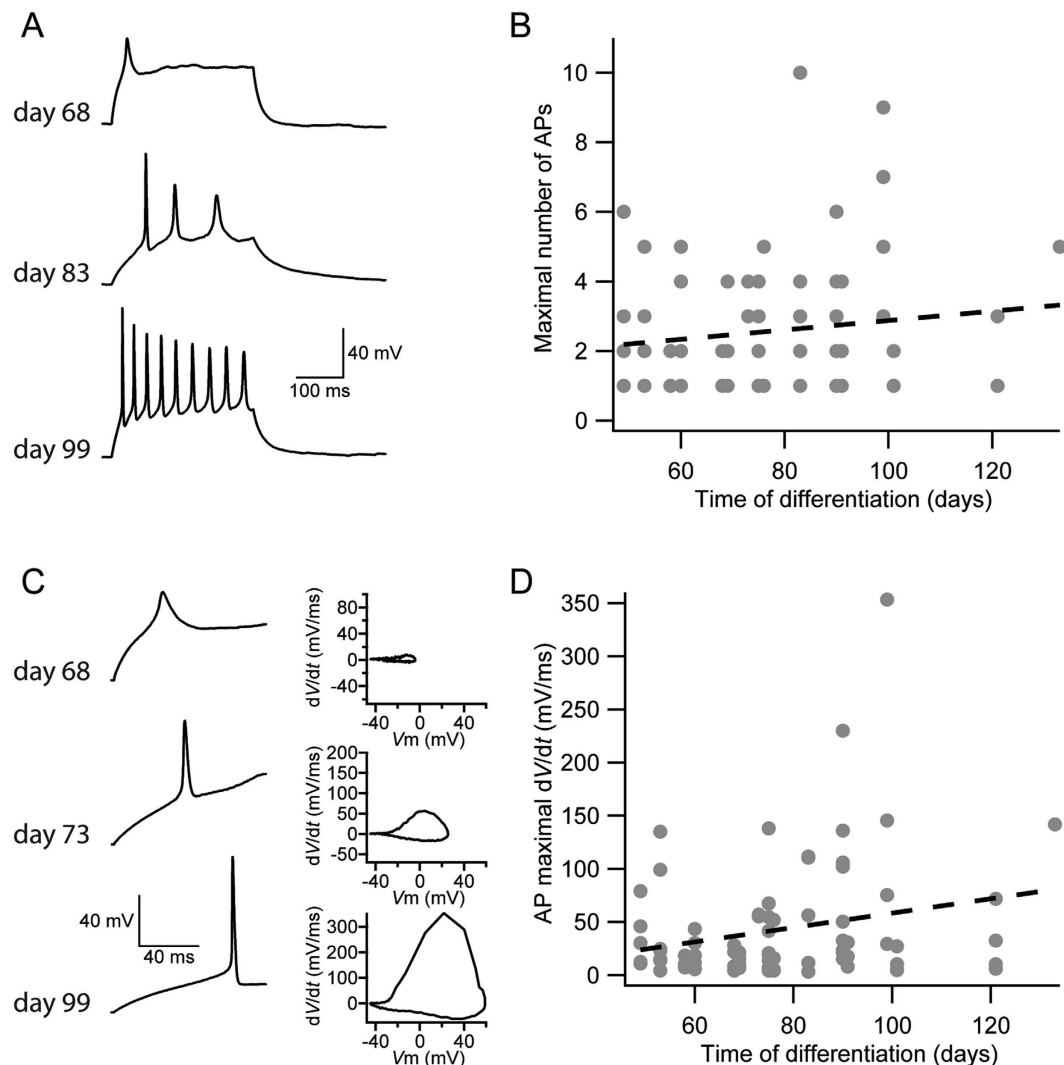 A
day 68
day 83
day 99
40 mV
100 ms
B
Maximal number of APs
10
8
6
4
2
0
60 80 100 120
Time of differentiation (days)
C
day 68
day 73
day 99
40 mV
40 ms
dV/dt (mV/ms)
80
40
0
-40
-40 0 40
Vm (mV)
dV/dt (mV/ms)
200
150
100
50
0
-50
-40 0 40
Vm (mV)
dV/dt (mV/ms)
300
200
100
0
-40 0 40
Vm (mV)
D
AP maximal dV/dt (mV/ms)
350
300
250
200
150
100
50
0
60 80 100 120
Time of differentiation (days)